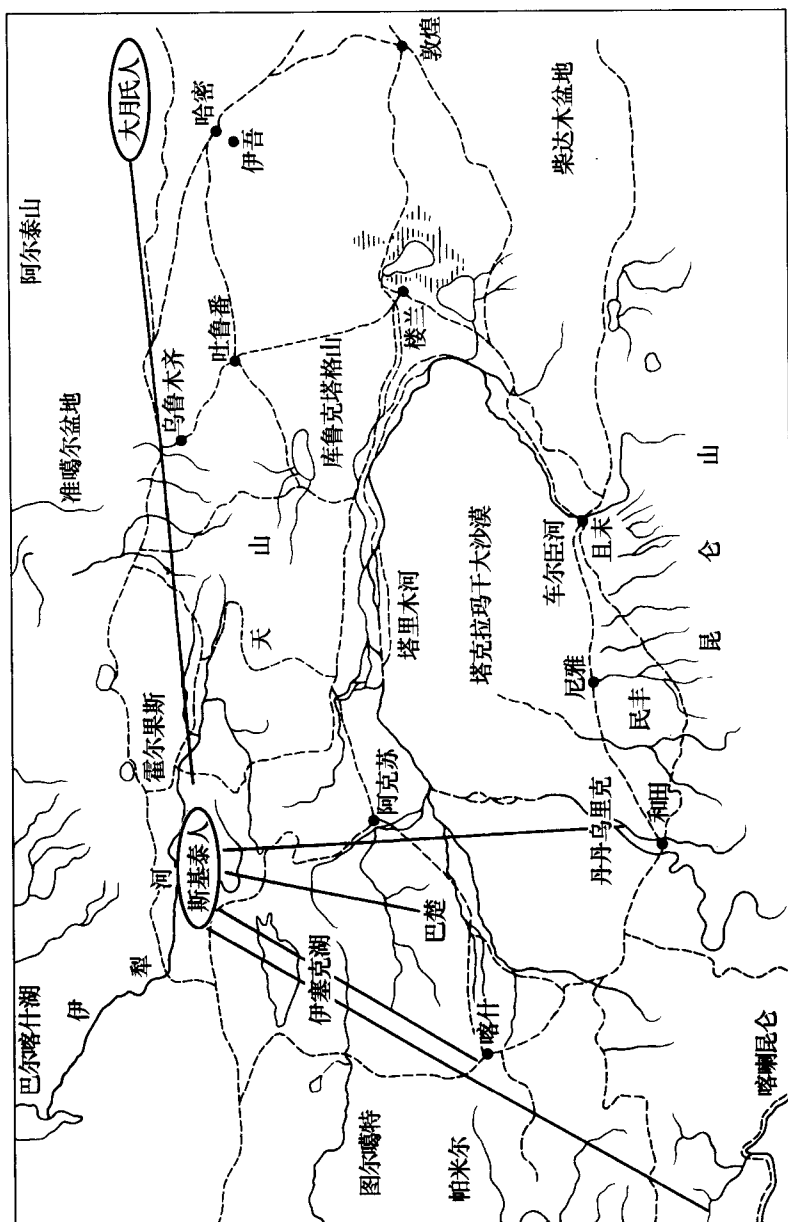 阿尔泰山
大月氏人
哈密
伊吾
敦煌
柴达木盆地
准噶尔盆地
乌鲁木齐
吐鲁番
库鲁克塔格山
楼兰
霍尔果斯
天 山
塔里木河
塔克拉玛干大沙漠
车尔臣河
且末
尼雅
民丰
昆 仑 山
巴尔喀什湖
伊 犁 河
斯基泰人
伊塞克湖
阿克苏
巴楚
丹丹乌里克
和田
图尔噶特
喀什
帕米尔
喀喇昆仑